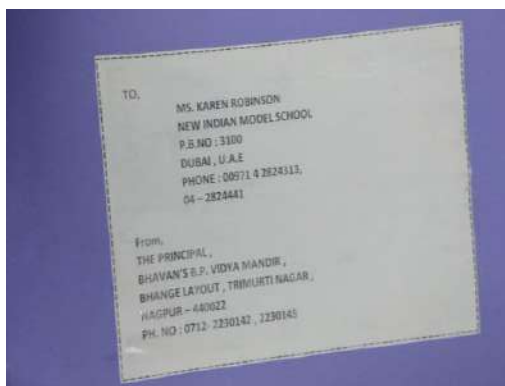 TO,
MS. KAREN ROBINSON
NEW INDIAN MODEL SCHOOL
P.B.NO : 3100
DUBAI , U.A.E
PHONE : 00971 4 2824313,
04 – 2824441
From,
THE PRINCIPAL ,
BHAVAN'S B.P. VIDYA MANDIR ,
BHANGE LAYOUT , TRIMURTI NAGAR ,
NAGPUR – 440022
PH. NO : 0712- 2230142 , 2230145